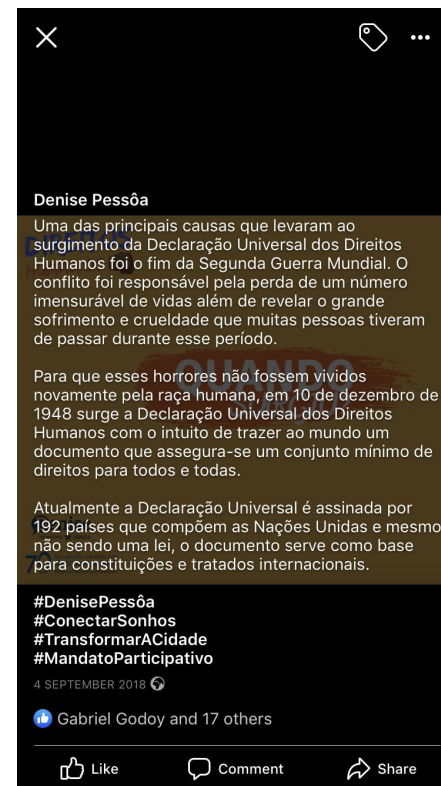 Denise Pessôa
Uma das principais causas que levaram ao
surgimento da Declaração Universal dos Direitos
Humanos foi o fim da Segunda Guerra Mundial. O
conflito foi responsável pela perda de um número
imensurável de vidas além de revelar o grande
sofrimento e crueldade que muitas pessoas tiveram
de passar durante esse período.
Para que esses horrores não fossem vividos
novamente pela raça humana, em 10 de dezembro de
1948 surge a Declaração Universal dos Direitos
Humanos com o intuito de trazer ao mundo um
documento que assegura-se um conjunto mínimo de
direitos para todos e todas.
Atualmente a Declaração Universal é assinada por
192 países que compõem as Nações Unidas e mesmo
não sendo uma lei, o documento serve como base
para constituições e tratados internacionais.
#DenisePessôa
#ConectarSonhos
#TransformarACidade
#MandatoParticipativo
4 SEPTEMBER 2018
Gabriel Godoy and 17 others
Like
Comment
Share
QUANDO